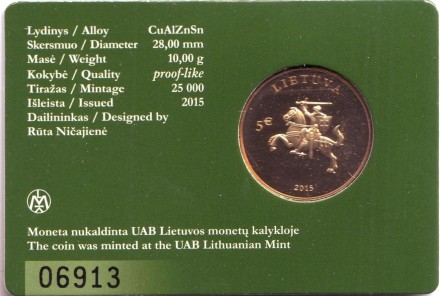 Lydinys / Alloy CuAlZnSn
Skersmuo / Diameter 28,00 mm
Masė / Weight 10,00 g
Kokybė / Quality proof-like
Tiražas / Mintage 25 000
Išleista / Issued 2015
Dailininkas / Designed by
Rūta Ničajienė
LIETUVA
5€
2015
Moneta nukaldinta UAB Lietuvos monetų kalykloje
The coin was minted at the UAB Lithuanian Mint
06913